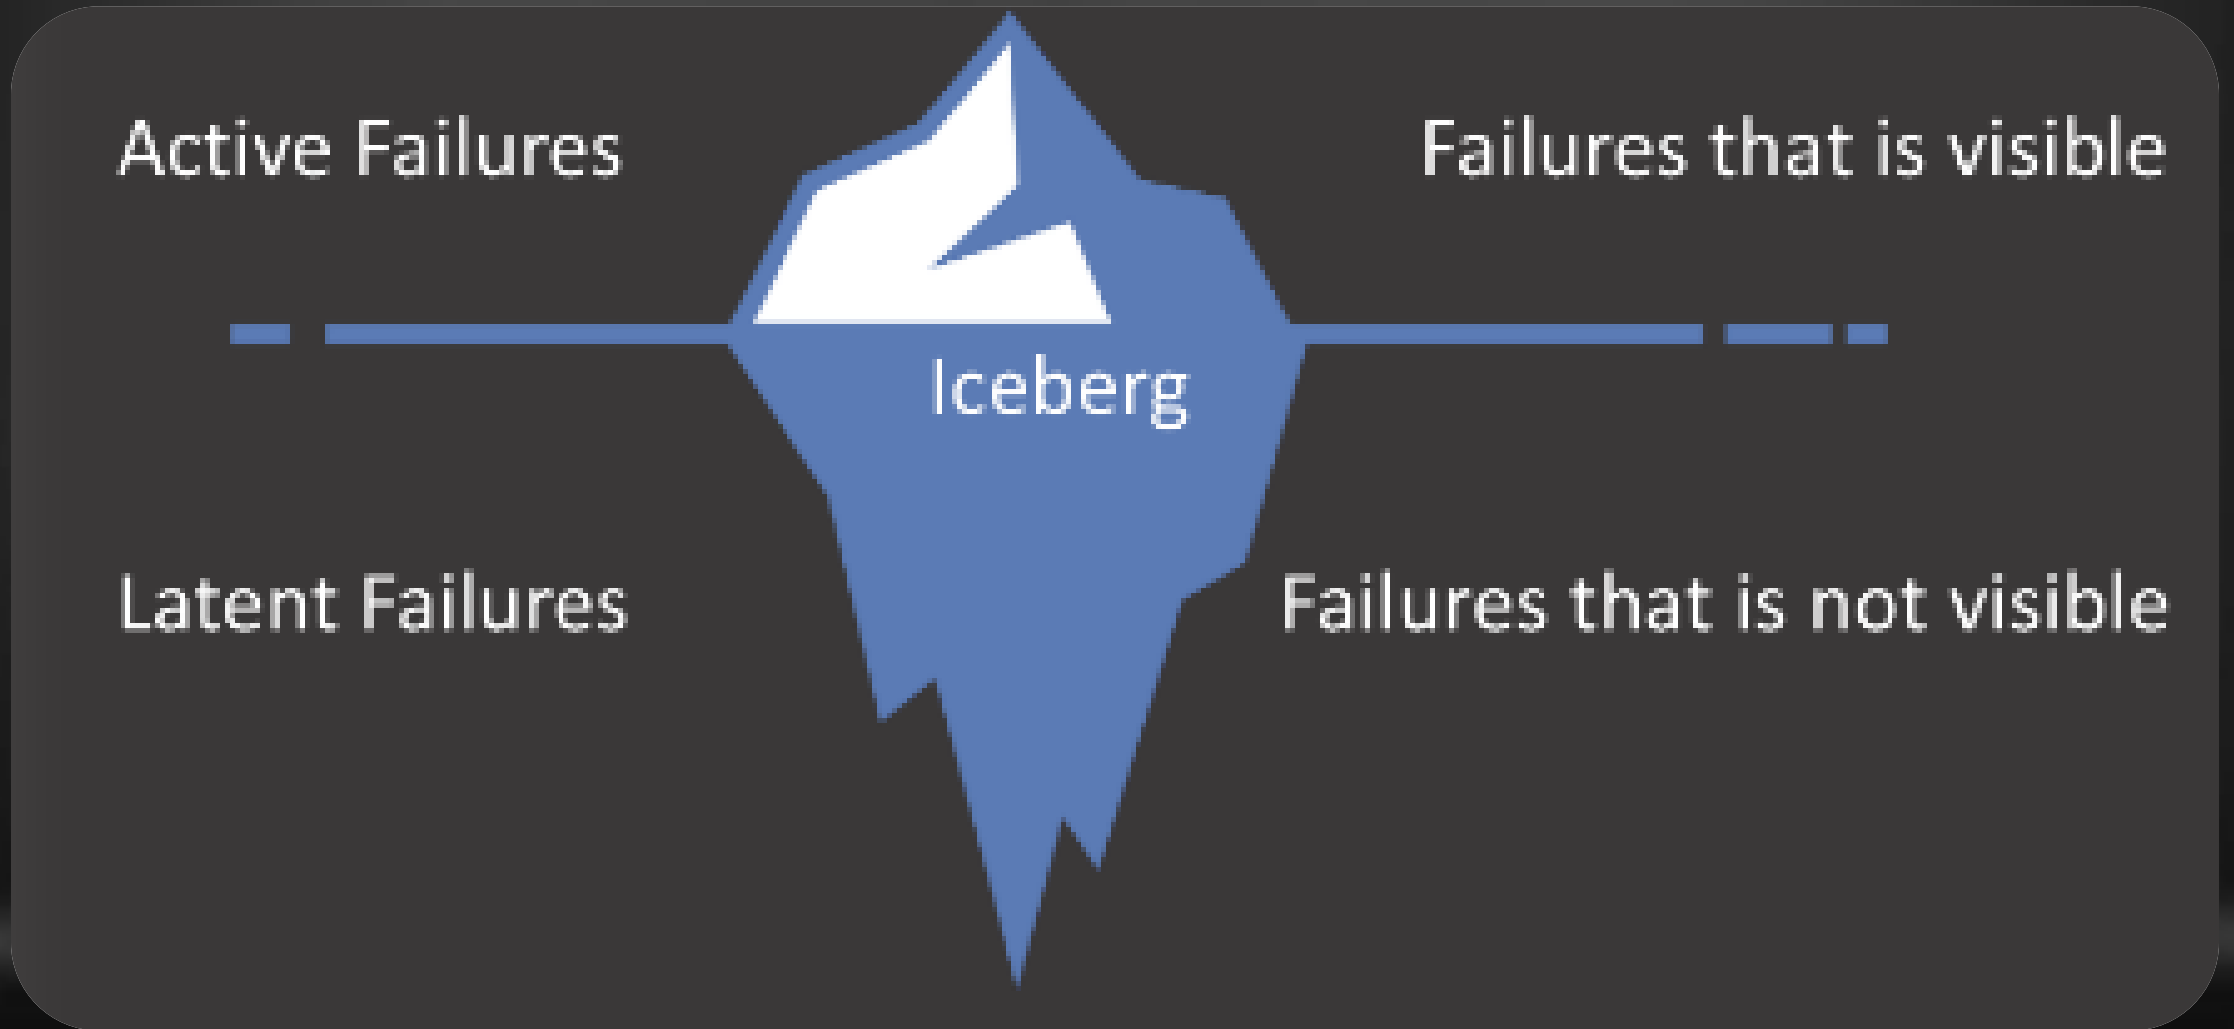 Active Failures
Failures that is visible
Iceberg
Latent Failures
Failures that is not visible